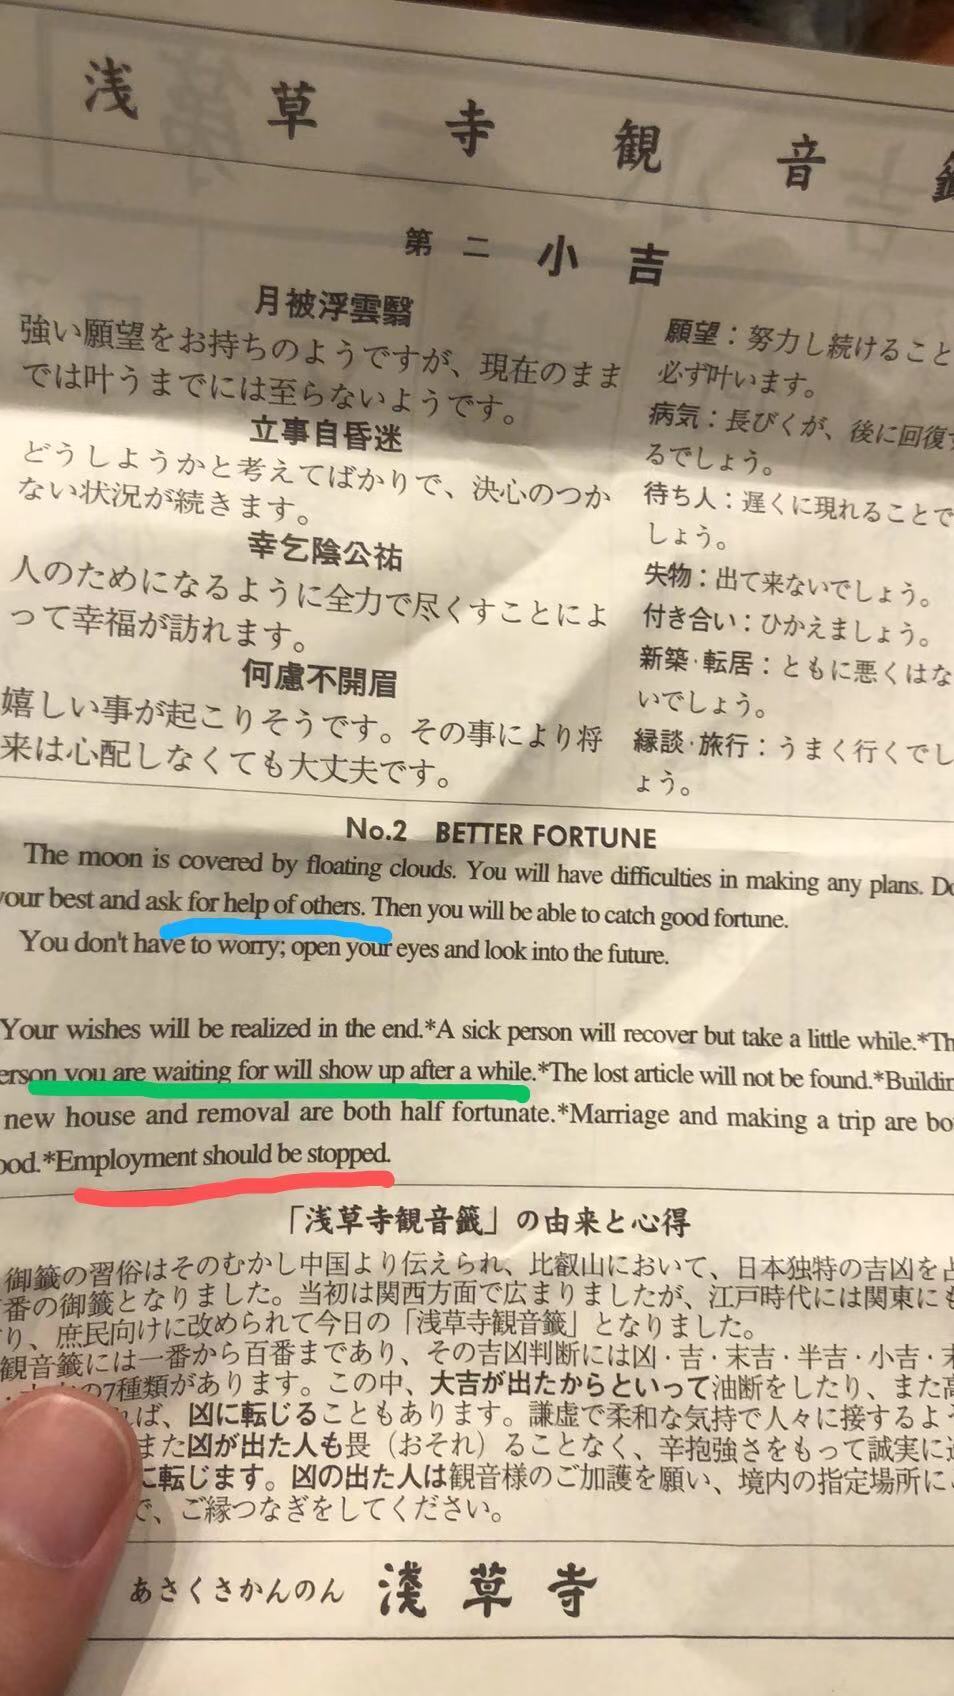 浅草寺観音籤
第二 小吉
月被浮雲翳
強い願望をお持ちのようですが、現在のまま
では叶うまでには至らないようです。
立事自昏迷
どうしようかと考えてばかりで、決心のつか
ない状況が続きます。
幸乞陰公祐
人のためになるように全力で尽くすことによ
って幸福が訪れます。
何慮不開眉
嬉しい事が起こりそうです。その事により将
来は心配しなくても大丈夫です。
願望：努力し続けること
必ず叶います。
病気：長びくが、後に回復す
るでしょう。
待ち人：遅くに現れることで
しょう。
失物：出て来ないでしょう。
付き合い：ひかえましょう。
新築·転居：ともに悪くはな
いでしょう。
縁談·旅行：うまく行くでし
ょう。
No.2 BETTER FORTUNE
The moon is covered by floating clouds. You will have difficulties in making any plans. Do
your best and ask for help of others. Then you will be able to catch good fortune.
You don't have to worry; open your eyes and look into the future.
Your wishes will be realized in the end.*A sick person will recover but take a little while.*Th
erson you are waiting for will show up after a while.*The lost article will not be found.*Buildin
new house and removal are both half fortunate.*Marriage and making a trip are bo
ood.*Employment should be stopped.
「浅草寺観音籤」の由来と心得
御籤の習俗はそのむかし中国より伝えられ、比叡山において、日本独特の吉凶を占
番の御籤となりました。当初は関西方面で広まりましたが、江戸時代には関東にも
り、庶民向けに改められて今日の「浅草寺観音籤」となりました。
観音籤には一番から百番まであり、その吉凶判断には凶·吉·末吉·半吉·小吉·末
の7種類があります。この中、大吉が出たからといって油断をしたり、また高
れば、凶に転じることもあります。謙虚で柔和な気持で人々に接するよう
また凶が出た人も畏（おそれ）ることなく、辛抱強さをもって誠実に
に転じます。凶の出た人は観音様のご加護を願い、境内の指定場所に
で、ご縁つなぎをしてください。
あさくさかんのん 淺草寺